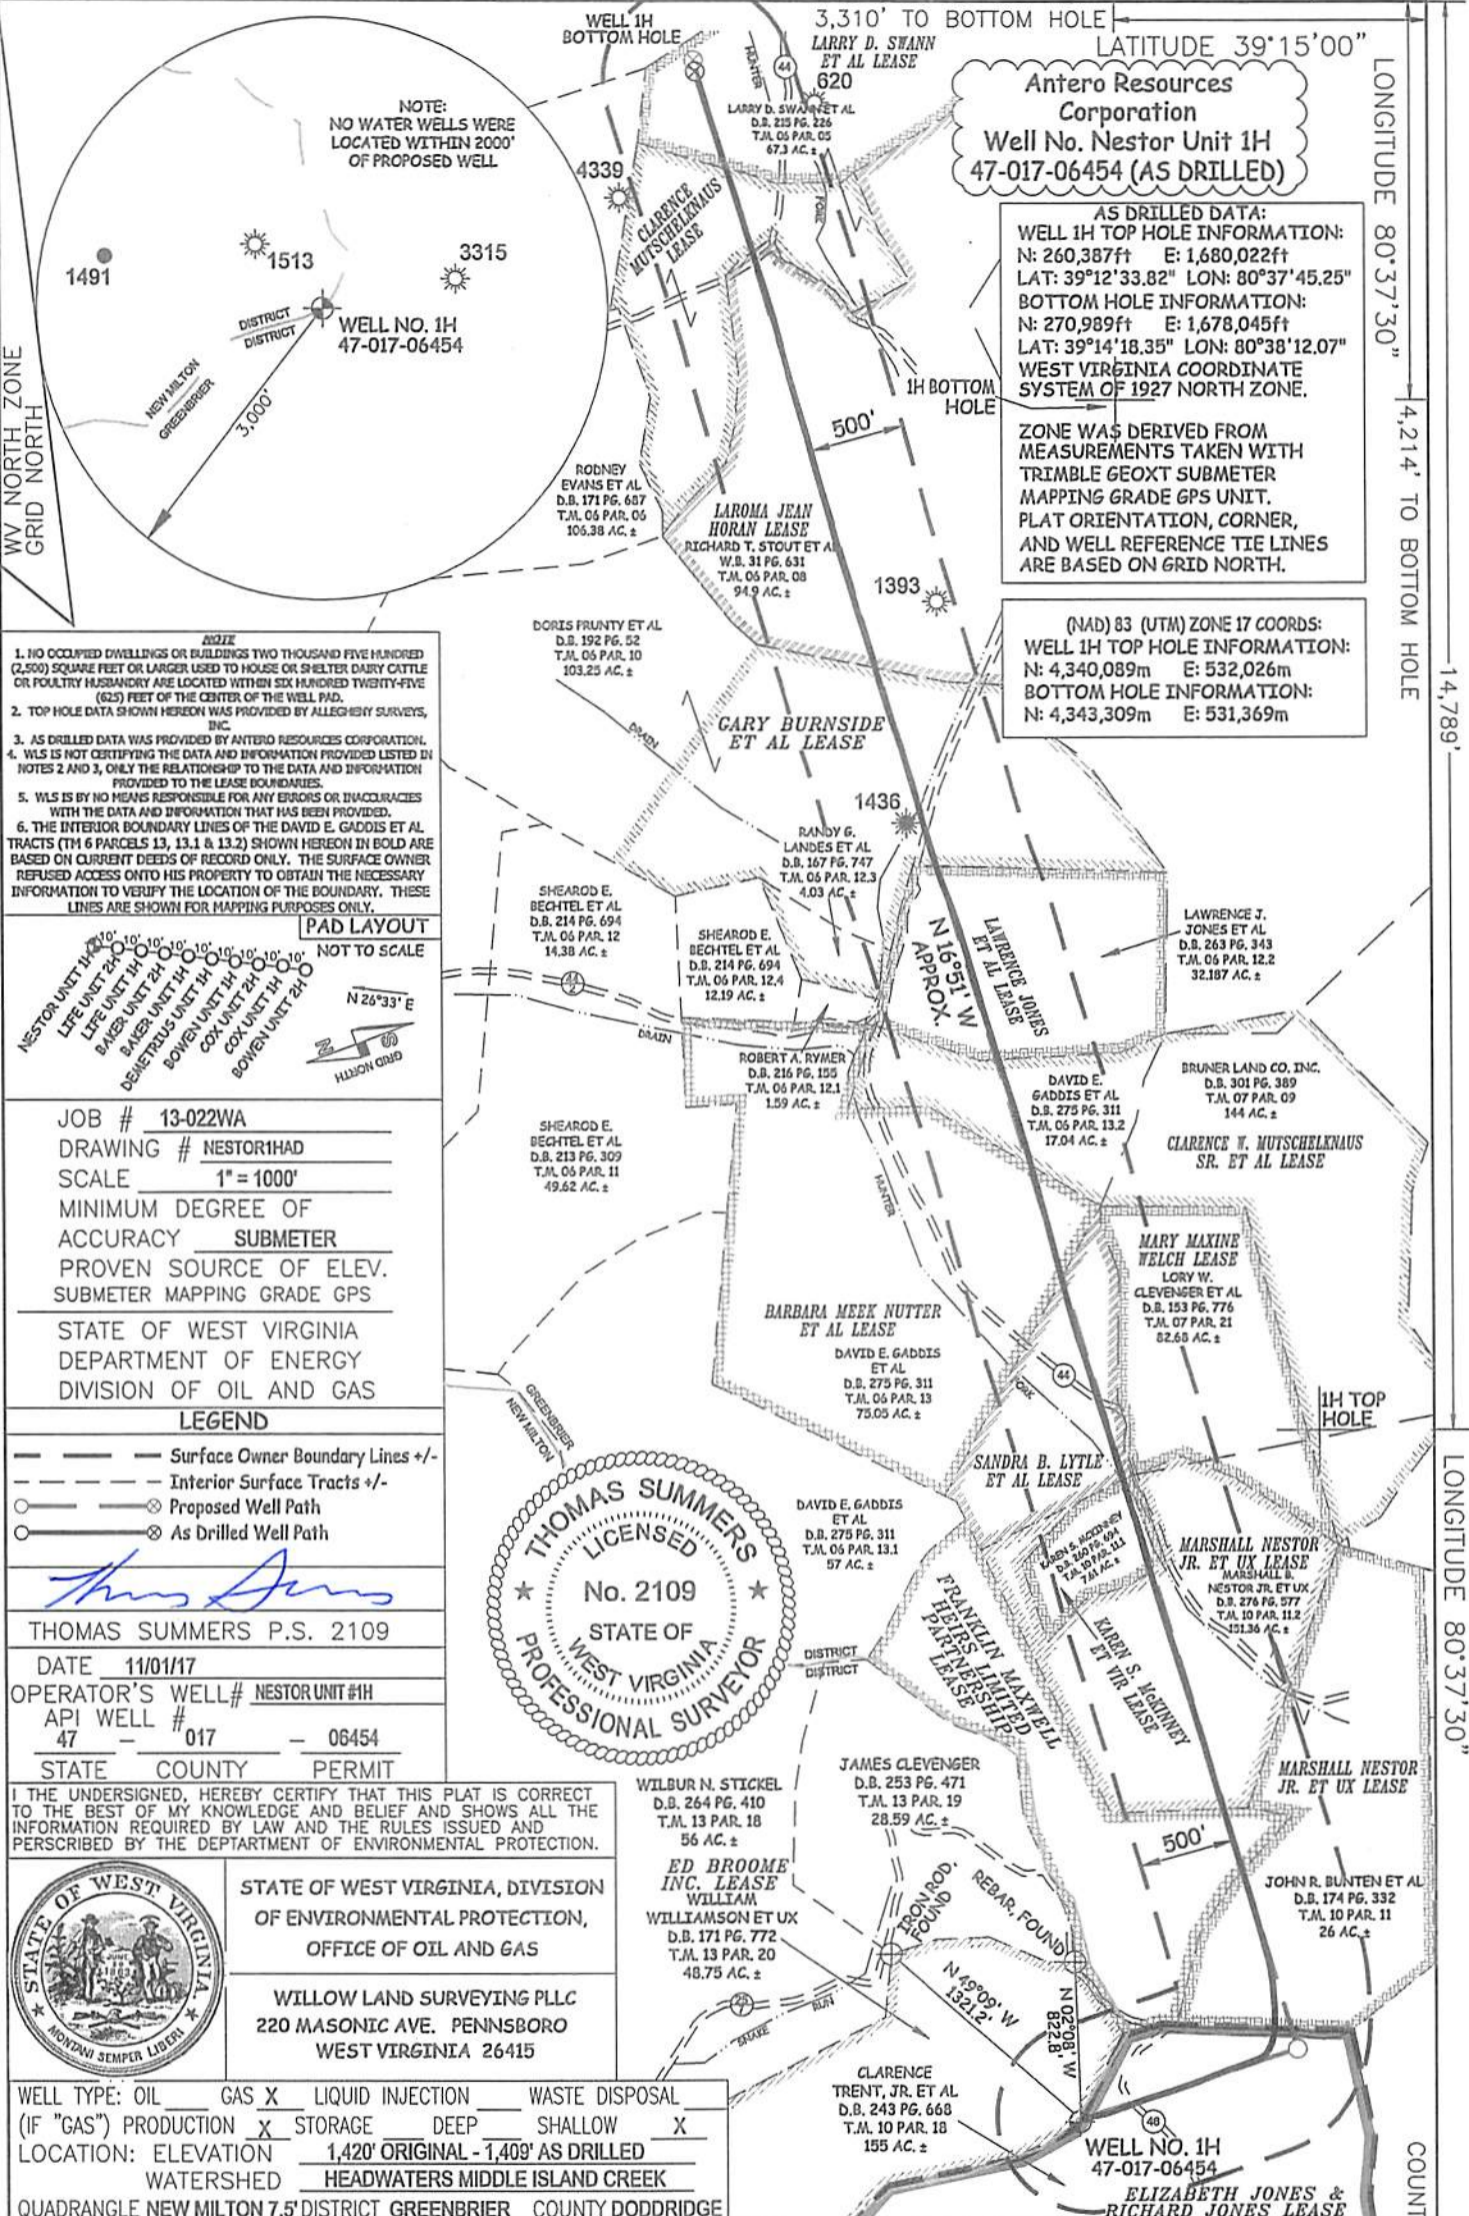 3,310' TO BOTTOM HOLE
LATITUDE 39°15'00"
WELL 1H
BOTTOM HOLE
LARRY D. SWANN
ET AL LEASE
44
620
HUNTER
LARRY D. SWANN ET AL
D.B. 235 PG. 226
T.M. 05 PAR. 05
67.3 AC. ±
FORK
Antero Resources
Corporation
Well No. Nestor Unit 1H
47-017-06454 (AS DRILLED)
LONGITUDE 80°37'30"
NOTE:
NO WATER WELLS WERE
LOCATED WITHIN 2000'
OF PROPOSED WELL
4339
CLARENCE
MUTSCHELKNAUS
LEASE
1491
1513
3315
DISTRICT
DISTRICT
WELL NO. 1H
47-017-06454
NEW MILTON
GREENBRIER
3,000'
WV NORTH ZONE
GRID NORTH
AS DRILLED DATA:
WELL 1H TOP HOLE INFORMATION:
N: 260,387ft E: 1,680,022ft
LAT: 39°12'33.82" LON: 80°37'45.25"
BOTTOM HOLE INFORMATION:
N: 270,989ft E: 1,678,045ft
LAT: 39°14'18.35" LON: 80°38'12.07"
WEST VIRGINIA COORDINATE
SYSTEM OF 1927 NORTH ZONE.
ZONE WAS DERIVED FROM
MEASUREMENTS TAKEN WITH
TRIMBLE GEOXT SUBMETER
MAPPING GRADE GPS UNIT.
PLAT ORIENTATION, CORNER,
AND WELL REFERENCE TIE LINES
ARE BASED ON GRID NORTH.
1H BOTTOM
HOLE
500'
4,214' TO BOTTOM HOLE
14,789'
RODNEY
EVANS ET AL
D.B. 171 PG. 687
T.M. 06 PAR. 06
106.38 AC. ±
LAROMA JEAN
HORAN LEASE
RICHARD T. STOUT ET AL
W.B. 31 PG. 631
T.M. 06 PAR. 08
94.9 AC. ±
1393
(NAD) 83 (UTM) ZONE 17 COORDS:
WELL 1H TOP HOLE INFORMATION:
N: 4,340,089m E: 532,026m
BOTTOM HOLE INFORMATION:
N: 4,343,309m E: 531,369m
DORIS PRUNTY ET AL
D.B. 192 PG. 52
T.M. 06 PAR. 10
103.25 AC. ±
DRAIN
GARY BURNSIDE
ET AL LEASE
1436
NOTE
1. NO OCCUPIED DWELLINGS OR BUILDINGS TWO THOUSAND FIVE HUNDRED
(2,500) SQUARE FEET OR LARGER USED TO HOUSE OR SHELTER DAIRY CATTLE
OR POULTRY HUSBANDRY ARE LOCATED WITHIN SIX HUNDRED TWENTY-FIVE
(625) FEET OF THE CENTER OF THE WELL PAD.
2. TOP HOLE DATA SHOWN HEREON WAS PROVIDED BY ALLEGHENY SURVEYS,
INC.
3. AS DRILLED DATA WAS PROVIDED BY ANTERO RESOURCES CORPORATION.
4. WLS IS NOT CERTIFYING THE DATA AND INFORMATION PROVIDED LISTED IN
NOTES 2 AND 3, ONLY THE RELATIONSHIP TO THE DATA AND INFORMATION
PROVIDED TO THE LEASE BOUNDARIES.
5. WLS IS BY NO MEANS RESPONSIBLE FOR ANY ERRORS OR INACCURACIES
WITH THE DATA AND INFORMATION THAT HAS BEEN PROVIDED.
6. THE INTERIOR BOUNDARY LINES OF THE DAVID E. GADDIS ET AL
TRACTS (TM 6 PARCELS 13, 13.1 & 13.2) SHOWN HEREON IN BOLD ARE
BASED ON CURRENT DEEDS OF RECORD ONLY. THE SURFACE OWNER
REFUSED ACCESS ONTO HIS PROPERTY TO OBTAIN THE NECESSARY
INFORMATION TO VERIFY THE LOCATION OF THE BOUNDARY. THESE
LINES ARE SHOWN FOR MAPPING PURPOSES ONLY.
RANDY G.
LANDES ET AL
D.B. 167 PG. 747
T.M. 06 PAR. 12.3
4.03 AC. ±
SHEAROD E.
BECHTEL ET AL
D.B. 214 PG. 694
T.M. 06 PAR. 12
14.38 AC. ±
SHEAROD E.
BECHTEL ET AL
D.B. 214 PG. 694
T.M. 06 PAR. 12.4
12.19 AC. ±
N 16°51' W
APPROX.
LAWRENCE JONES
ET AL LEASE
LAWRENCE J.
JONES ET AL
D.B. 263 PG. 343
T.M. 06 PAR. 12.2
32.187 AC. ±
PAD LAYOUT
NOT TO SCALE
10' 10' 10' 10' 10' 10' 10' 10' 10'
NESTOR UNIT 1H
LIFE UNIT 2H
LIFE UNIT 1H
BAKER UNIT 2H
BAKER UNIT 1H
DEMETRIUS UNIT 1H
BOWEN UNIT 1H
COX UNIT 2H
COX UNIT 1H
BOWEN UNIT 2H
N 26°33' E
N
S
GRID NORTH
DRAIN
ROBERT A. RYMER
D.B. 216 PG. 155
T.M. 06 PAR. 12.1
1.59 AC. ±
DAVID E.
GADDIS ET AL
D.B. 275 PG. 311
T.M. 06 PAR. 13.2
17.04 AC. ±
BRUNER LAND CO. INC.
D.B. 301 PG. 389
T.M. 07 PAR. 09
144 AC. ±
CLARENCE W. MUTSCHELKNAUS
SR. ET AL LEASE
SHEAROD E.
BECHTEL ET AL
D.B. 213 PG. 309
T.M. 06 PAR. 11
49.62 AC. ±
HUNTER
JOB # 13-022WA
DRAWING # NESTOR1HAD
SCALE 1" = 1000'
MINIMUM DEGREE OF
ACCURACY SUBMETER
PROVEN SOURCE OF ELEV.
SUBMETER MAPPING GRADE GPS
STATE OF WEST VIRGINIA
DEPARTMENT OF ENERGY
DIVISION OF OIL AND GAS
MARY MAXINE
WELCH LEASE
LORY W.
CLEVENGER ET AL
D.B. 153 PG. 776
T.M. 07 PAR. 21
82.68 AC. ±
BARBARA MEEK NUTTER
ET AL LEASE
DAVID E. GADDIS
ET AL
D.B. 275 PG. 311
T.M. 06 PAR. 13
75.05 AC. ±
44
FORK
1H TOP
HOLE
GREENBRIER
NEW MILTON
LEGEND
Surface Owner Boundary Lines +/-
Interior Surface Tracts +/-
Proposed Well Path
As Drilled Well Path
THOMAS SUMMERS P.S. 2109
THOMAS SUMMERS
LICENSED
No. 2109
STATE OF
WEST VIRGINIA
PROFESSIONAL SURVEYOR
SANDRA B. LYTLE
ET AL LEASE
DAVID E. GADDIS
ET AL
D.B. 275 PG. 311
T.M. 06 PAR. 13.1
57 AC. ±
KAREN S. MCKINNEY
D.B. 260 PG. 694
T.M. 10 PAR. 11.1
7.61 AC. ±
MARSHALL NESTOR
JR. ET UX LEASE
MARSHALL B.
NESTOR JR. ET UX
D.B. 276 PG. 577
T.M. 10 PAR. 11.2
151.36 AC. ±
LONGITUDE 80°37'30"
FRANKLIN MAXWELL
HEIRS LIMITED
PARTNERSHIP
LEASE
KAREN S. McKINNEY
ET VIR LEASE
DISTRICT
DISTRICT
DATE 11/01/17
OPERATOR'S WELL# NESTOR UNIT #1H
API WELL #
47 – 017 – 06454
STATE COUNTY PERMIT
I THE UNDERSIGNED, HEREBY CERTIFY THAT THIS PLAT IS CORRECT
TO THE BEST OF MY KNOWLEDGE AND BELIEF AND SHOWS ALL THE
INFORMATION REQUIRED BY LAW AND THE RULES ISSUED AND
PERSCRIBED BY THE DEPTARTMENT OF ENVIRONMENTAL PROTECTION.
WILBUR N. STICKEL
D.B. 264 PG. 410
T.M. 13 PAR. 18
56 AC. ±
JAMES CLEVENGER
D.B. 253 PG. 471
T.M. 13 PAR. 19
28.59 AC. ±
MARSHALL NESTOR
JR. ET UX LEASE
500'
ED BROOME
INC. LEASE
WILLIAM
WILLIAMSON ET UX
D.B. 171 PG. 772
T.M. 13 PAR. 20
48.75 AC. ±
IRON ROD,
FOUND
REBAR, FOUND
JOHN R. BUNTEN ET AL
D.B. 174 PG. 332
T.M. 10 PAR. 11
26 AC. ±
STATE OF WEST VIRGINIA
MONTANI SEMPER LIBERI
STATE OF WEST VIRGINIA, DIVISION
OF ENVIRONMENTAL PROTECTION,
OFFICE OF OIL AND GAS
WILLOW LAND SURVEYING PLLC
220 MASONIC AVE. PENNSBORO
WEST VIRGINIA 26415
25
RUN
SNAKE
N 49°09' W
1321.2'
N 02°08' W
822.8'
CLARENCE
TRENT, JR. ET AL
D.B. 243 PG. 668
T.M. 10 PAR. 18
155 AC. ±
48
WELL NO. 1H
47-017-06454
ELIZABETH JONES &
RICHARD JONES LEASE
WELL TYPE: OIL GAS X LIQUID INJECTION WASTE DISPOSAL
(IF "GAS") PRODUCTION X STORAGE DEEP SHALLOW X
LOCATION: ELEVATION 1,420' ORIGINAL - 1,409' AS DRILLED
WATERSHED HEADWATERS MIDDLE ISLAND CREEK
QUADRANGLE NEW MILTON 7.5' DISTRICT GREENBRIER COUNTY DODDRIDGE
COUNT